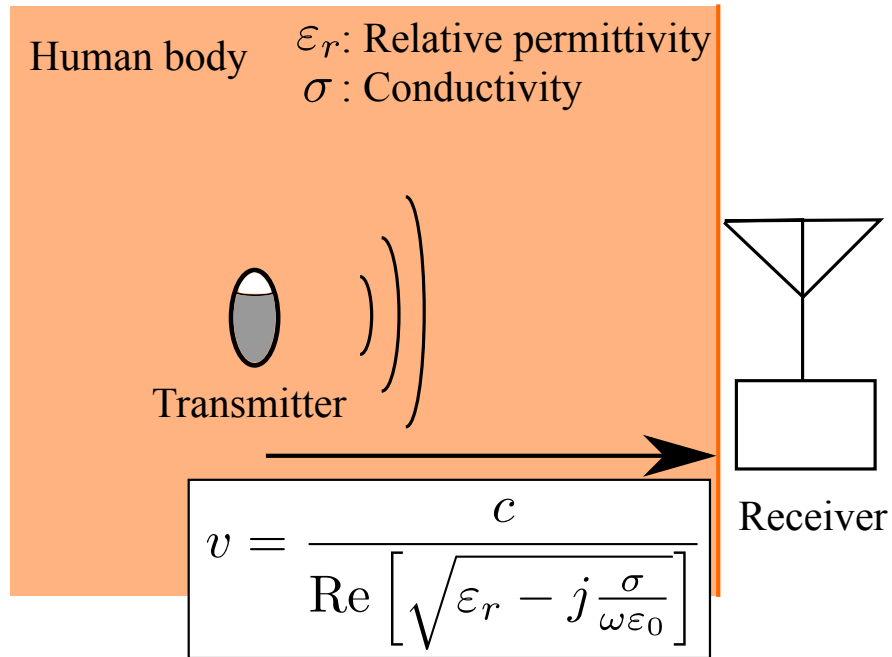 Human body
εᵣ: Relative permittivity
σ : Conductivity
Transmitter
Receiver
v = c / Re [√(εᵣ − j σ/(ωε₀))]